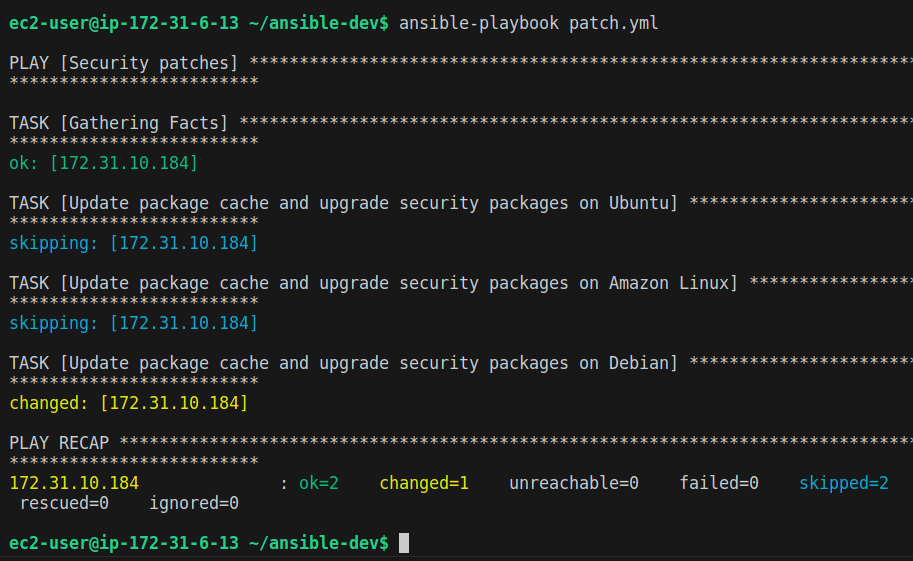 ec2-user@ip-172-31-6-13 ~/ansible-dev$ ansible-playbook patch.yml
PLAY [Security patches] *******************************************************************
*************************
TASK [Gathering Facts] ********************************************************************
*************************
ok: [172.31.10.184]
TASK [Update package cache and upgrade security packages on Ubuntu] ***********************
*************************
skipping: [172.31.10.184]
TASK [Update package cache and upgrade security packages on Amazon Linux] *****************
*************************
skipping: [172.31.10.184]
TASK [Update package cache and upgrade security packages on Debian] ***********************
*************************
changed: [172.31.10.184]
PLAY RECAP ********************************************************************************
*************************
172.31.10.184              : ok=2    changed=1    unreachable=0    failed=0    skipped=2
 rescued=0    ignored=0
ec2-user@ip-172-31-6-13 ~/ansible-dev$